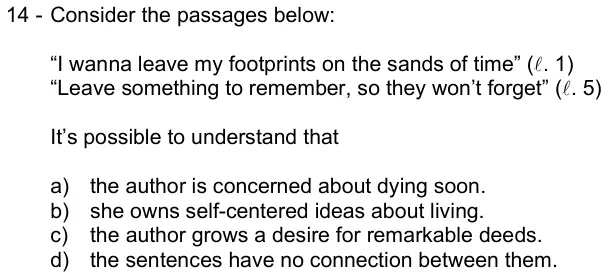 14 - Consider the passages below:
“I wanna leave my footprints on the sands of time” (ℓ. 1)
“Leave something to remember, so they won’t forget” (ℓ. 5)
It’s possible to understand that
a) the author is concerned about dying soon.
b) she owns self-centered ideas about living.
c) the author grows a desire for remarkable deeds.
d) the sentences have no connection between them.